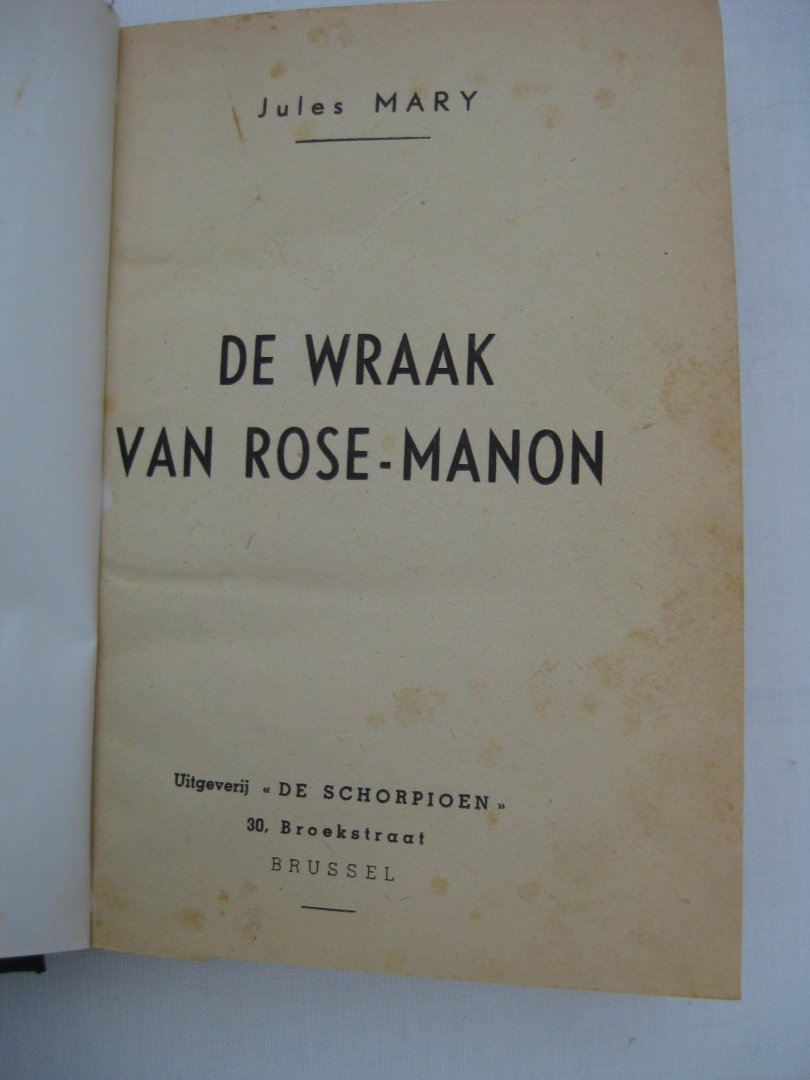 Jules MARY
DE WRAAK
VAN ROSE-MANON
Uitgeverij « DE SCHORPIOEN »
30, Broekstraat
BRUSSEL